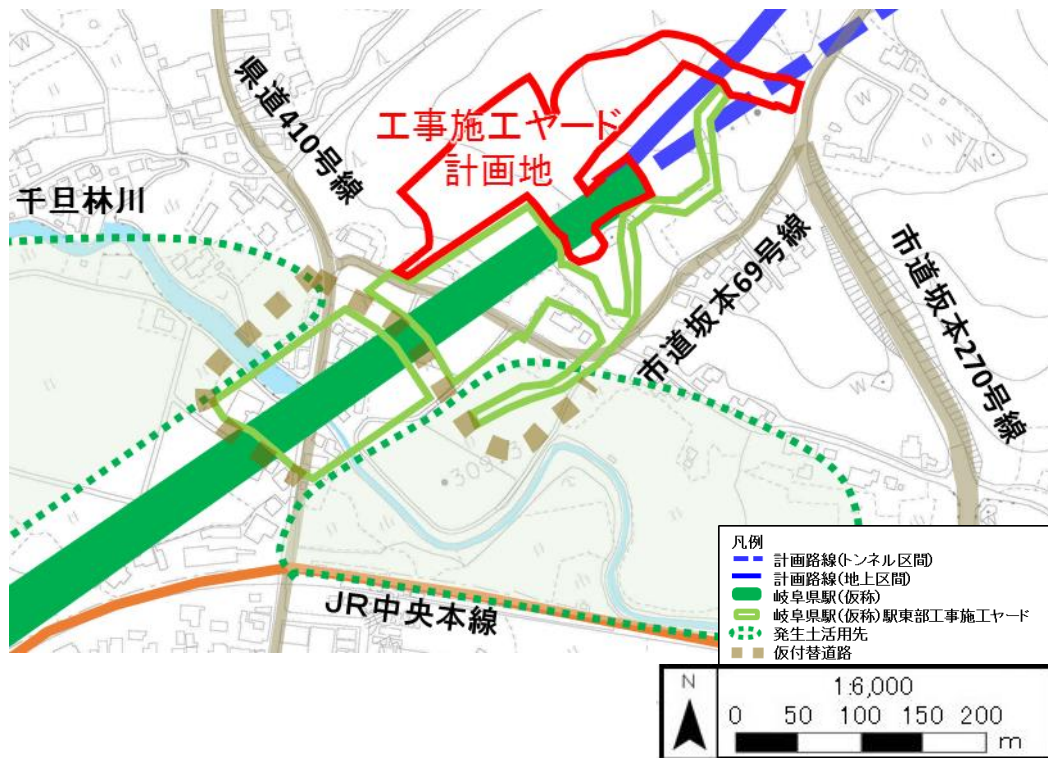 県道410号線
工事施工ヤード
計画地
千旦林川
市道坂本69号線
市道坂本270号線
JR中央本線
凡例
計画路線(トンネル区間)
計画路線(地上区間)
岐阜県駅(仮称)
岐阜県駅(仮称)駅東部工事施工ヤード
発生土活用先
仮付替道路
N
1:6,000
0 50 100 150 200
m